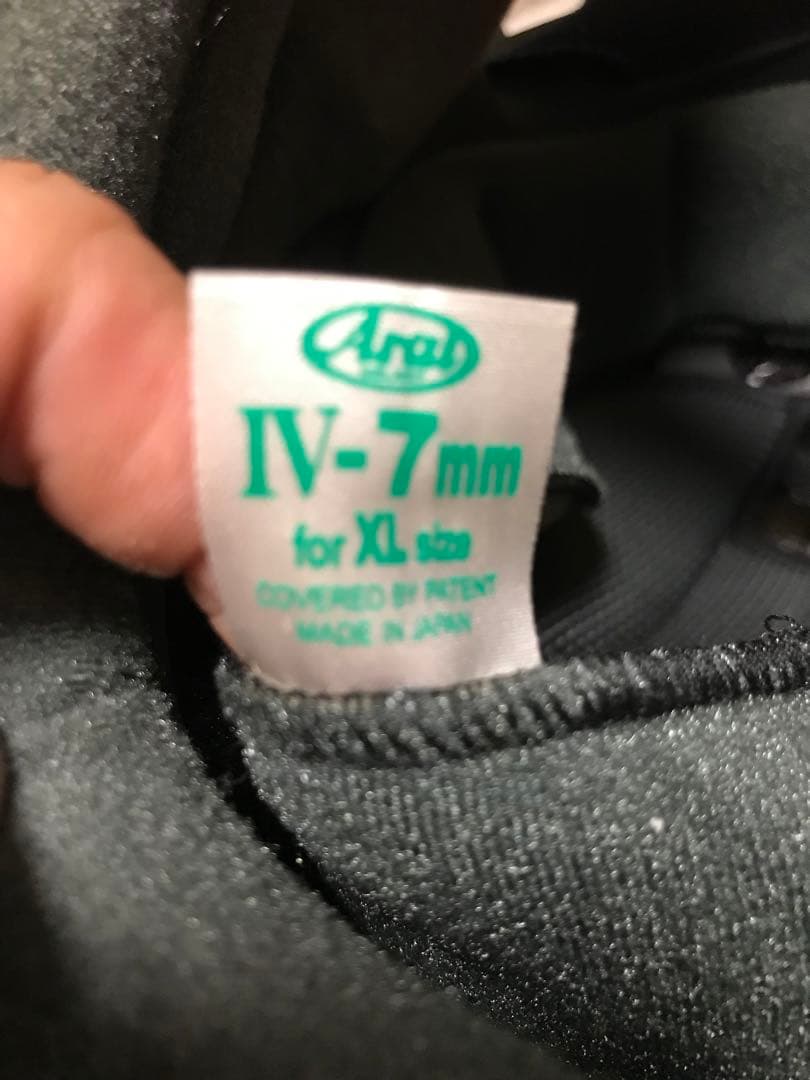 Arai
IV-7mm
for XL size
COVERED BY PATENT
MADE IN JAPAN